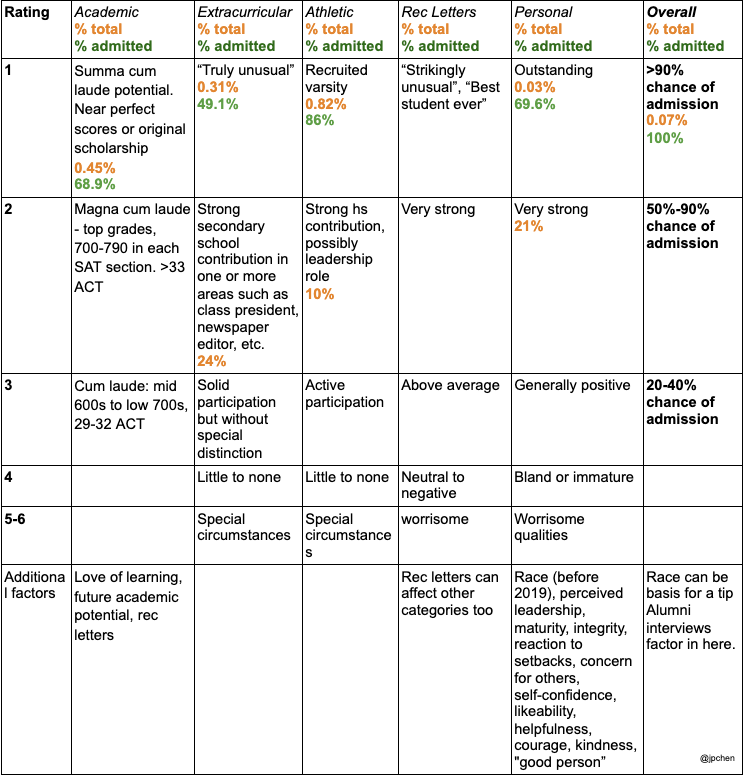 Rating
Academic
% total
% admitted
Extracurricular
% total
% admitted
Athletic
% total
% admitted
Rec Letters
% total
% admitted
Personal
% total
% admitted
Overall
% total
% admitted
1
Summa cum
laude potential.
Near perfect
scores or original
scholarship
0.45%
68.9%
“Truly unusual”
0.31%
49.1%
Recruited
varsity
0.82%
86%
“Strikingly
unusual”, “Best
student ever”
Outstanding
0.03%
69.6%
>90%
chance of
admission
0.07%
100%
2
Magna cum laude
- top grades,
700-790 in each
SAT section. >33
ACT
Strong
secondary
school
contribution in
one or more
areas such as
class president,
newspaper
editor, etc.
24%
Strong hs
contribution,
possibly
leadership
role
10%
Very strong
Very strong
21%
50%-90%
chance of
admission
3
Cum laude: mid
600s to low 700s,
29-32 ACT
Solid
participation
but without
special
distinction
Active
participation
Above average
Generally positive
20-40%
chance of
admission
4
Little to none
Little to none
Neutral to
negative
Bland or immature
5-6
Special
circumstances
Special
circumstance
s
worrisome
Worrisome
qualities
Additiona
l factors
Love of learning,
future academic
potential, rec
letters
Rec letters can
affect other
categories too
Race (before
2019), perceived
leadership,
maturity, integrity,
reaction to
setbacks, concern
for others,
self-confidence,
likeability,
helpfulness,
courage, kindness,
"good person”
Race can be
basis for a tip
Alumni
interviews
factor in here.
@jpchen